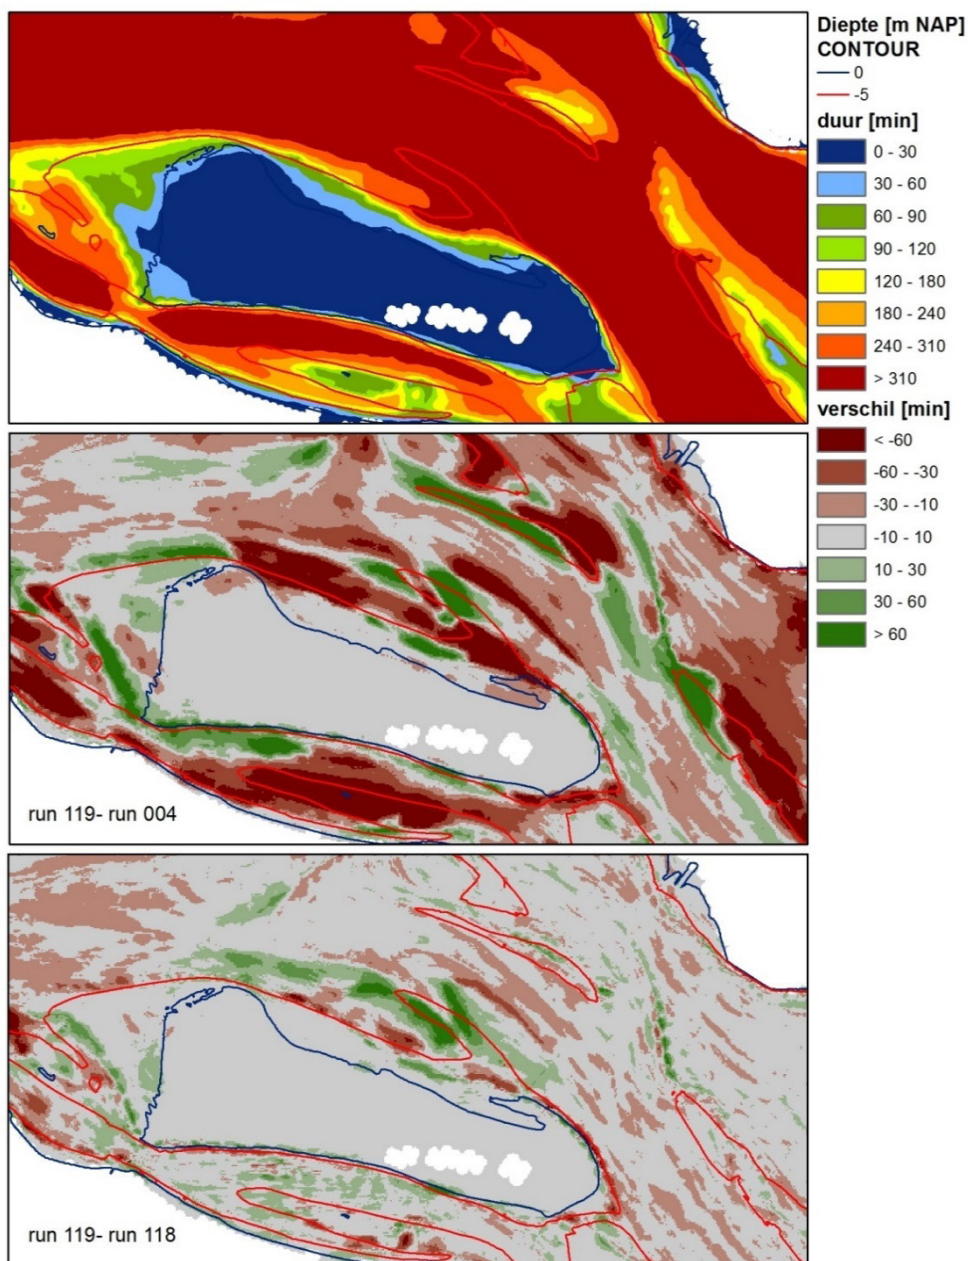 Diepte [m NAP]
CONTOUR
0
-5
duur [min]
0 - 30
30 - 60
60 - 90
90 - 120
120 - 180
180 - 240
240 - 310
> 310
verschil [min]
< -60
-60 - -30
-30 - -10
-10 - 10
10 - 30
30 - 60
> 60
run 119- run 004
run 119- run 118